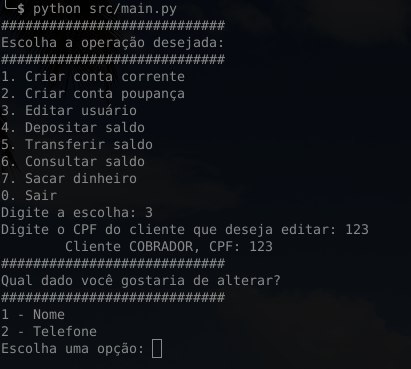 $ python src/main.py
############################
Escolha a operação desejada:
############################
1. Criar conta corrente
2. Criar conta poupança
3. Editar usuário
4. Depositar saldo
5. Transferir saldo
6. Consultar saldo
7. Sacar dinheiro
0. Sair
Digite a escolha: 3
Digite o CPF do cliente que deseja editar: 123
Cliente COBRADOR, CPF: 123
############################
Qual dado você gostaria de alterar?
############################
1 - Nome
2 - Telefone
Escolha uma opção: